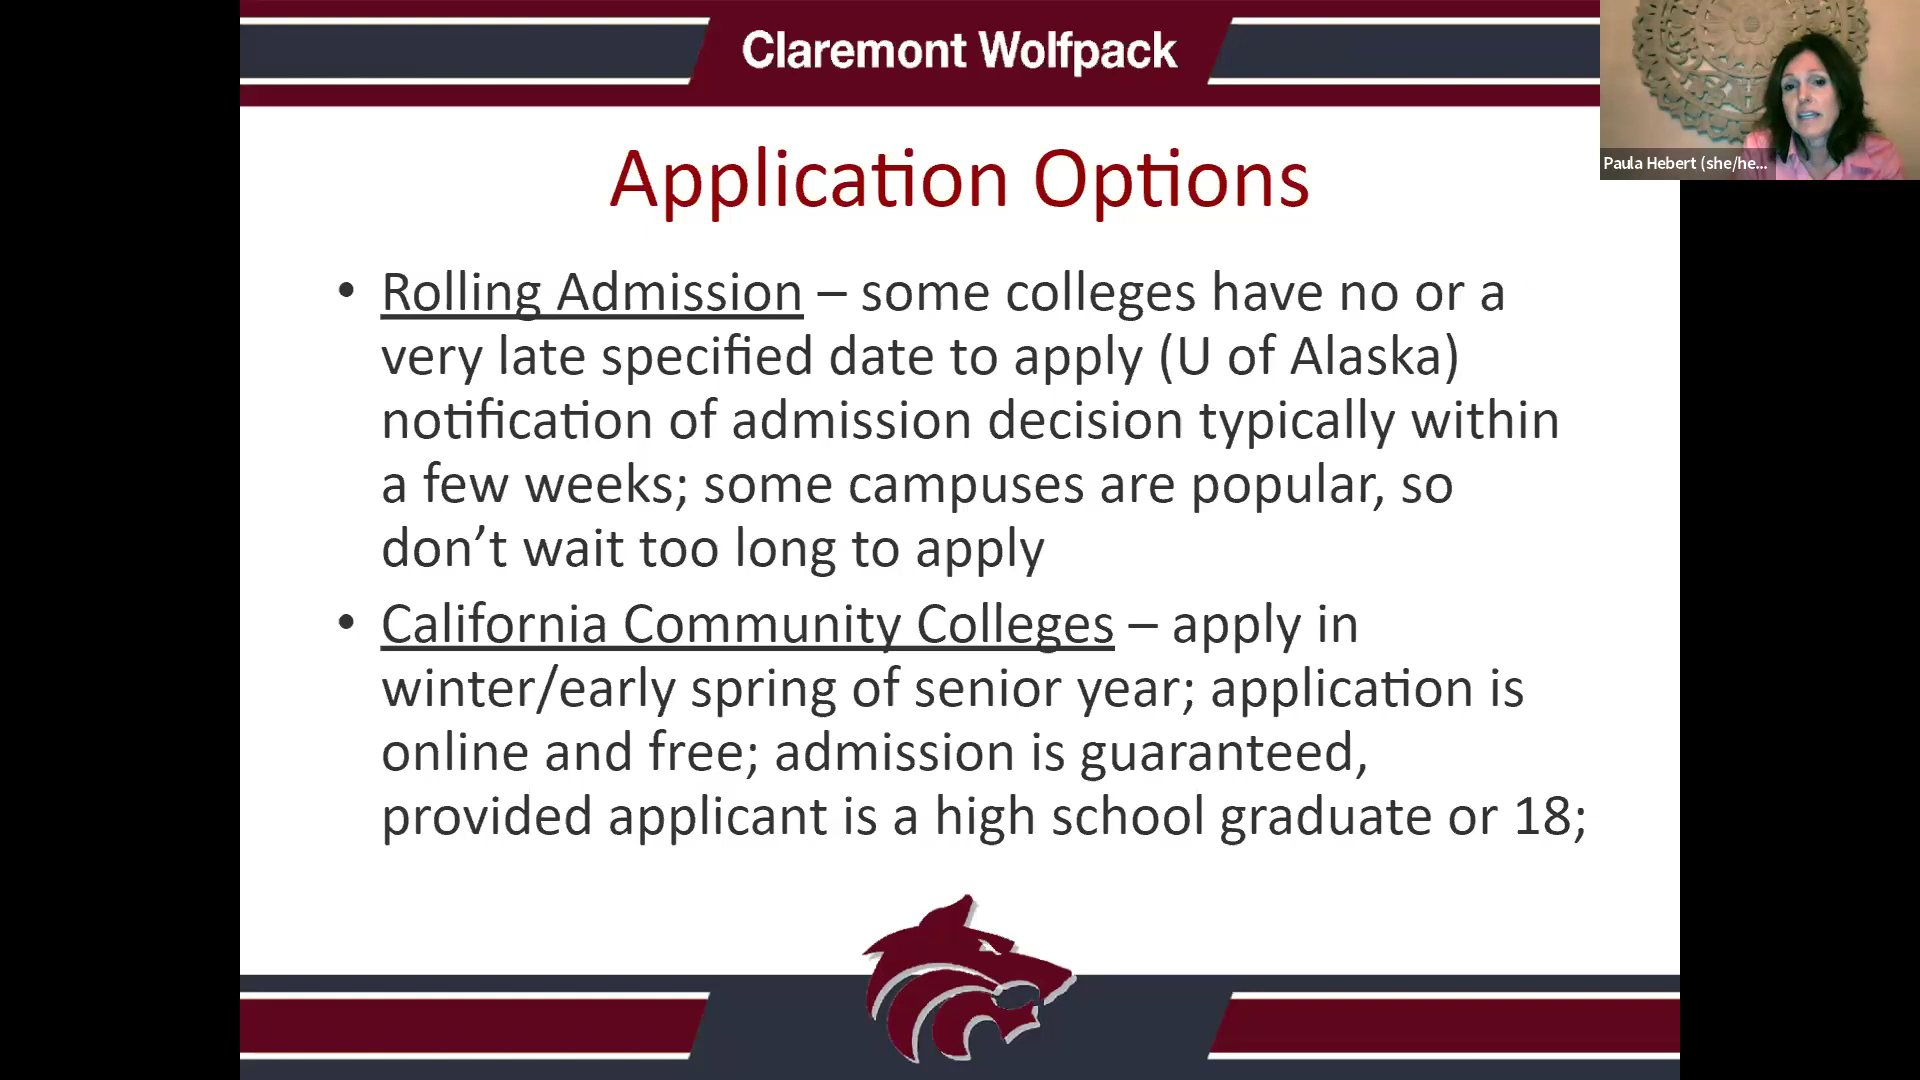 Claremont Wolfpack
Paula Hebert (she/he...
Application Options
• Rolling Admission – some colleges have no or a
very late specified date to apply (U of Alaska)
notification of admission decision typically within
a few weeks; some campuses are popular, so
don’t wait too long to apply
• California Community Colleges – apply in
winter/early spring of senior year; application is
online and free; admission is guaranteed,
provided applicant is a high school graduate or 18;